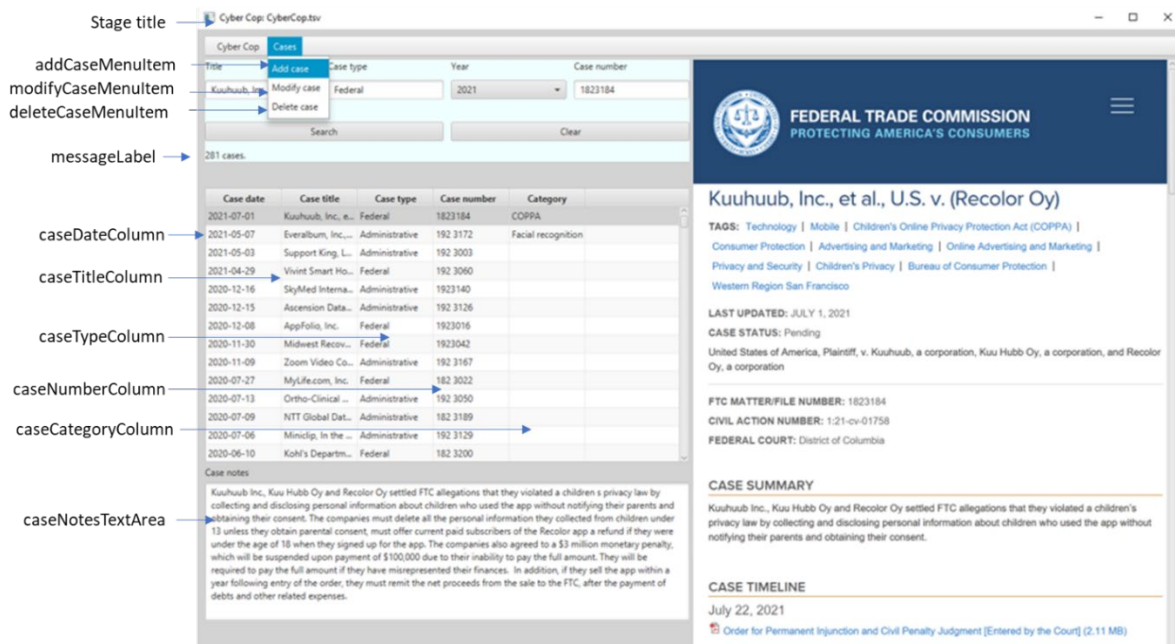 Stage title
Cyber Cop: CyberCop.tsv
Cyber Cop Cases
addCaseMenuItem
modifyCaseMenuItem
deleteCaseMenuItem
Add case
Modify case
Delete case
Title Case type Year Case number
Kuuhuub, Inc Federal 2021 1823184
Search Clear
messageLabel
281 cases.
Case date Case title Case type Case number Category
2021-07-01 Kuuhuub, Inc., e... Federal 1823184 COPPA
2021-05-07 Everalbum, Inc.,... Administrative 192 3172 Facial recognition
2021-05-03 Support King, L... Administrative 192 3003
2021-04-29 Vivint Smart Ho... Federal 192 3060
2020-12-16 SkyMed Interna... Administrative 1923140
2020-12-15 Ascension Data... Administrative 192 3126
2020-12-08 AppFolio, Inc. Federal 1923016
2020-11-30 Midwest Recov... Federal 1923042
2020-11-09 Zoom Video Co... Administrative 192 3167
2020-07-27 MyLife.com, Inc. Federal 182 3022
2020-07-13 Ortho-Clinical ... Administrative 192 3050
2020-07-09 NTT Global Dat... Administrative 182 3189
2020-07-06 Miniclip, In the ... Administrative 192 3129
2020-06-10 Kohl's Departm... Federal 182 3200
caseDateColumn
caseTitleColumn
caseTypeColumn
caseNumberColumn
caseCategoryColumn
Case notes
caseNotesTextArea
Kuuhuub Inc., Kuu Hubb Oy and Recolor Oy settled FTC allegations that they violated a children s privacy law by
collecting and disclosing personal information about children who used the app without notifying their parents and
obtaining their consent. The companies must delete all the personal information they collected from children under
13 unless they obtain parental consent, must offer current paid subscribers of the Recolor app a refund if they were
under the age of 18 when they signed up for the app. The companies also agreed to a $3 million monetary penalty,
which will be suspended upon payment of $100,000 due to their inability to pay the full amount. They will be
required to pay the full amount if they have misrepresented their finances. In addition, if they sell the app within a
year following entry of the order, they must remit the net proceeds from the sale to the FTC, after the payment of
debts and other related expenses.
FEDERAL TRADE COMMISSION
PROTECTING AMERICA'S CONSUMERS
Kuuhuub, Inc., et al., U.S. v. (Recolor Oy)
TAGS: Technology | Mobile | Children's Online Privacy Protection Act (COPPA) |
Consumer Protection | Advertising and Marketing | Online Advertising and Marketing |
Privacy and Security | Children's Privacy | Bureau of Consumer Protection |
Western Region San Francisco
LAST UPDATED: JULY 1, 2021
CASE STATUS: Pending
United States of America, Plaintiff, v. Kuuhuub, a corporation, Kuu Hubb Oy, a corporation, and Recolor
Oy, a corporation
FTC MATTER/FILE NUMBER: 1823184
CIVIL ACTION NUMBER: 1:21-cv-01758
FEDERAL COURT: District of Columbia
CASE SUMMARY
Kuuhuub Inc., Kuu Hubb Oy and Recolor Oy settled FTC allegations that they violated a children's
privacy law by collecting and disclosing personal information about children who used the app without
notifying their parents and obtaining their consent.
CASE TIMELINE
July 22, 2021
Order for Permanent Injunction and Civil Penalty Judgment [Entered by the Court] (2.11 MB)